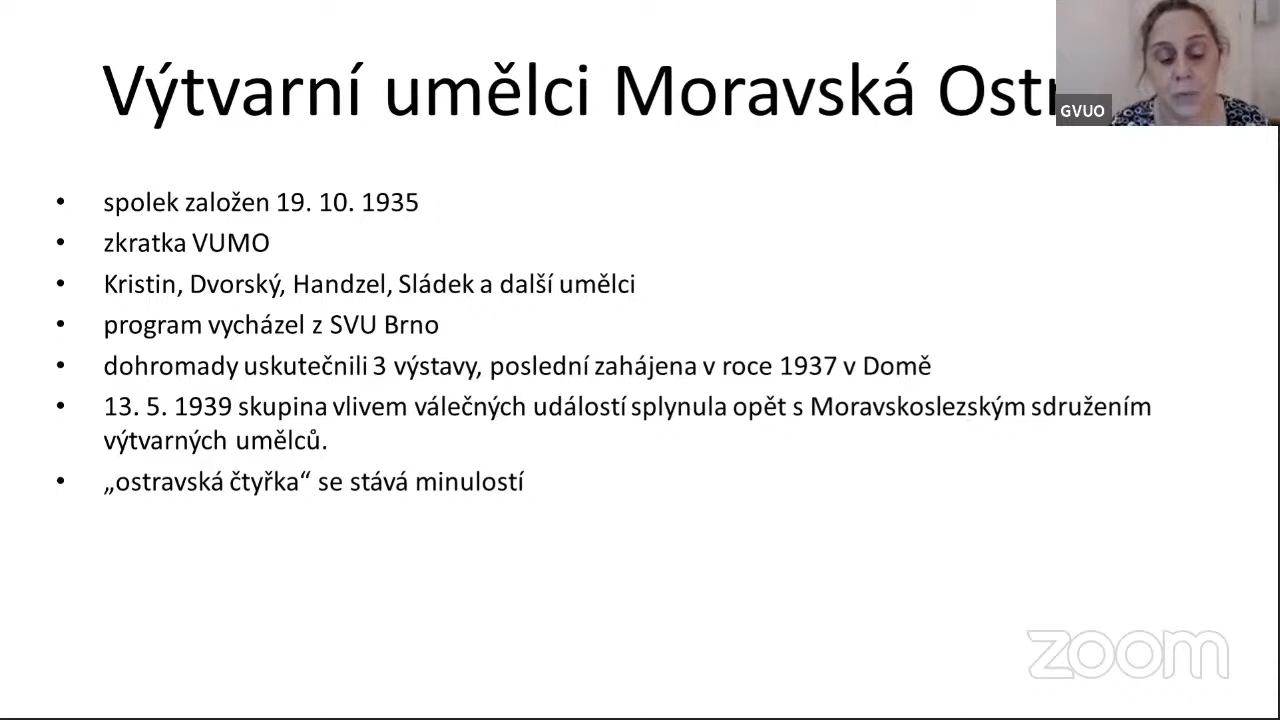 Výtvarní umělci Moravská
GVUO
• spolek založen 19. 10. 1935
• zkratka VUMO
• Kristin, Dvorský, Handzel, Sládek a další umělci
• program vycházel z SVU Brno
• dohromady uskutečnili 3 výstavy, poslední zahájena v roce 1937 v Domě
• 13. 5. 1939 skupina vlivem válečných událostí splynula opět s Moravskoslezským sdružením
výtvarných umělců.
• „ostravská čtyřka“ se stává minulostí
zoom